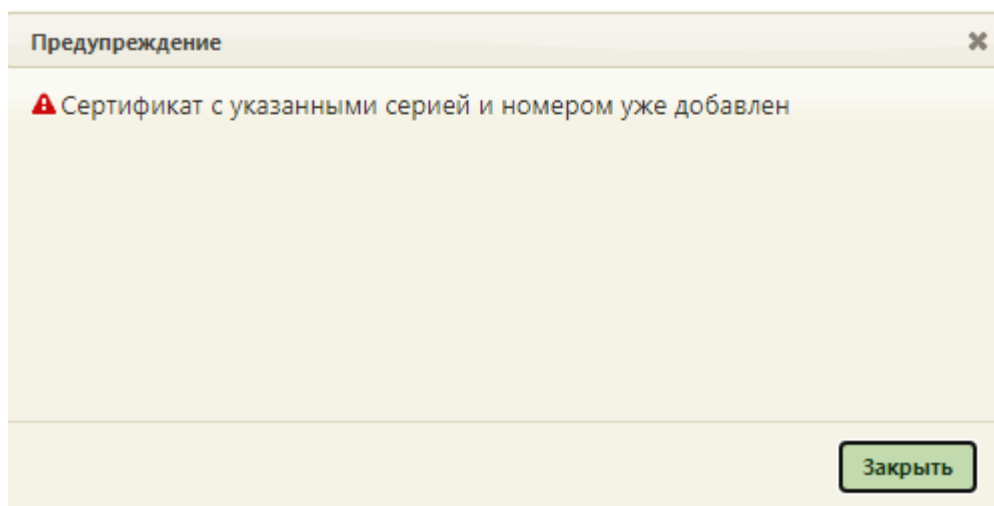 Предупреждение
Сертификат с указанными серией и номером уже добавлен
Закрыть